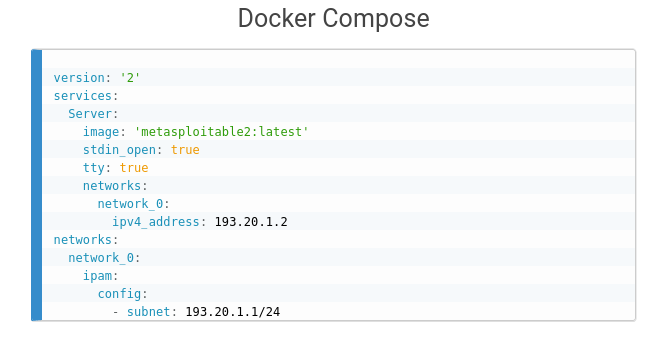 Docker Compose
version: '2'
services:
  Server:
    image: 'metasploitable2:latest'
    stdin_open: true
    tty: true
    networks:
      network_0:
        ipv4_address: 193.20.1.2
networks:
  network_0:
    ipam:
      config:
        - subnet: 193.20.1.1/24